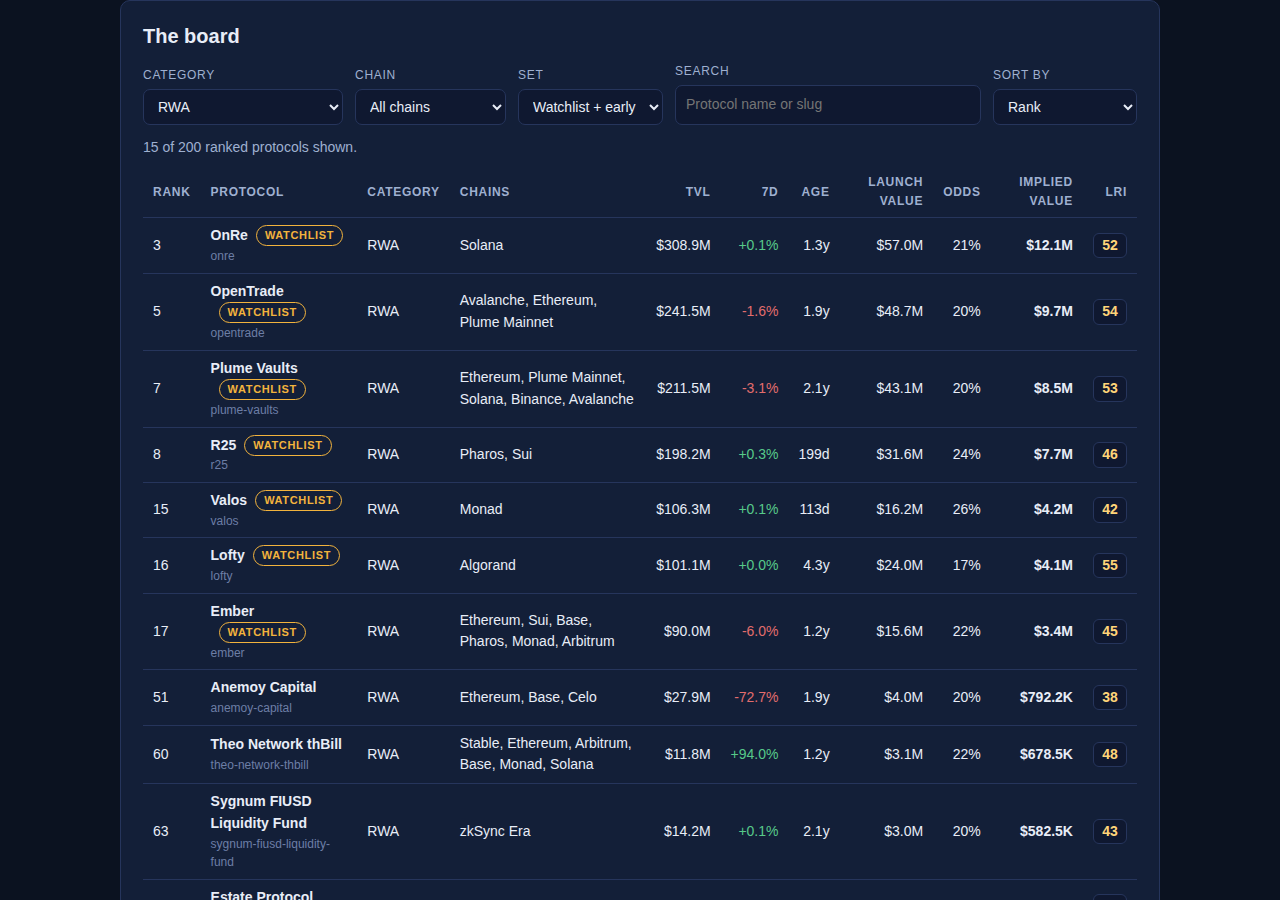 The board
CATEGORY CHAIN SET SEARCH SORT BY
RWA All chains Watchlist + early Protocol name or slug Rank
15 of 200 ranked protocols shown.
RANK PROTOCOL CATEGORY CHAINS TVL 7D AGE LAUNCH VALUE ODDS IMPLIED VALUE LRI
3 OnRe WATCHLIST RWA Solana $308.9M +0.1% 1.3y $57.0M 21% $12.1M 52
onre
OpenTrade
5 WATCHLIST RWA Avalanche, Ethereum, Plume Mainnet $241.5M -1.6% 1.9y $48.7M 20% $9.7M 54
opentrade
Plume Vaults
7 WATCHLIST RWA Ethereum, Plume Mainnet, Solana, Binance, Avalanche $211.5M -3.1% 2.1y $43.1M 20% $8.5M 53
plume-vaults
8 R25 WATCHLIST RWA Pharos, Sui $198.2M +0.3% 199d $31.6M 24% $7.7M 46
r25
15 Valos WATCHLIST RWA Monad $106.3M +0.1% 113d $16.2M 26% $4.2M 42
valos
16 Lofty WATCHLIST RWA Algorand $101.1M +0.0% 4.3y $24.0M 17% $4.1M 55
lofty
Ember
17 WATCHLIST RWA Ethereum, Sui, Base, Pharos, Monad, Arbitrum $90.0M -6.0% 1.2y $15.6M 22% $3.4M 45
ember
51 Anemoy Capital RWA Ethereum, Base, Celo $27.9M -72.7% 1.9y $4.0M 20% $792.2K 38
anemoy-capital
60 Theo Network thBill RWA Stable, Ethereum, Arbitrum, Base, Monad, Solana $11.8M +94.0% 1.2y $3.1M 22% $678.5K 48
theo-network-thbill
63 Sygnum FIUSD Liquidity Fund RWA zkSync Era $14.2M +0.1% 2.1y $3.0M 20% $582.5K 43
sygnum-fiusd-liquidity-
fund
Estate Protocol